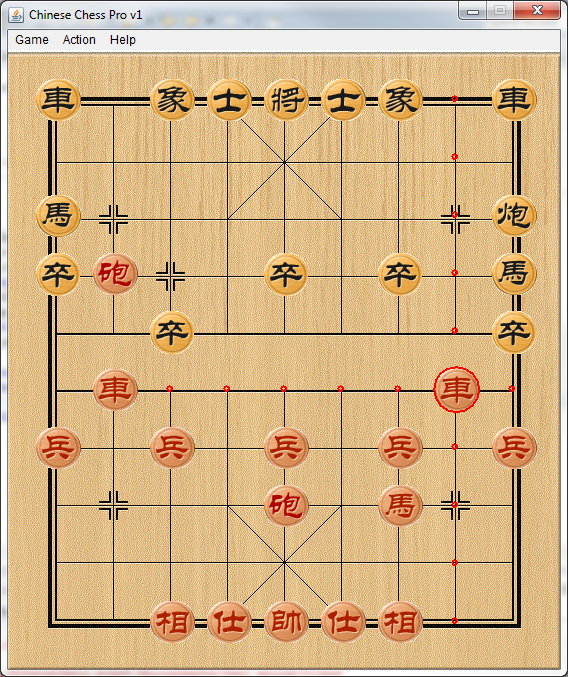 Chinese Chess Pro v1
Game Action Help
車 象 士 將 士 象 車
馬 炮
卒 砲 卒 卒 馬
卒 卒
車 車
兵 兵 兵 兵 兵
砲 馬
相 仕 帥 仕 相